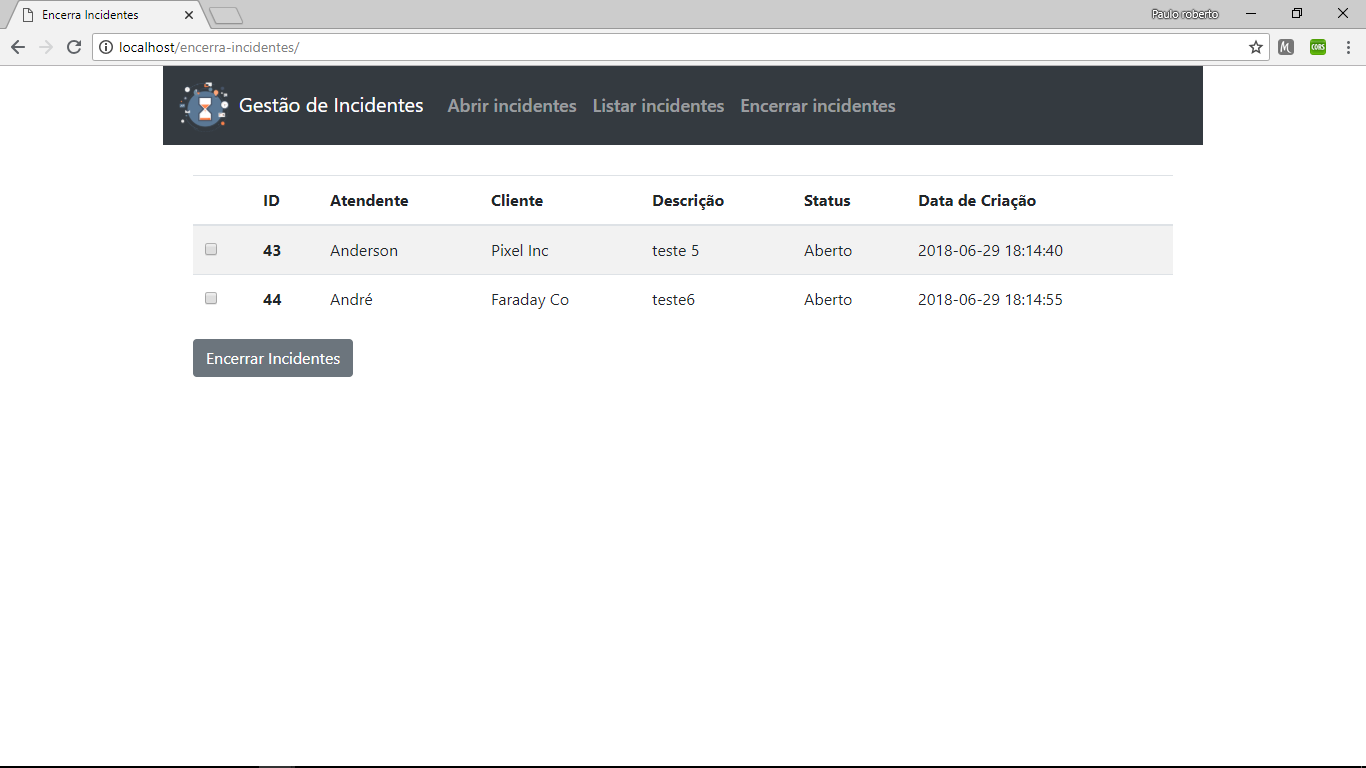 Encerra Incidentes
Paulo roberto
localhost/encerra-incidentes/
M
CORS
Gestão de Incidentes Abrir incidentes Listar incidentes Encerrar incidentes
ID Atendente Cliente Descrição Status Data de Criação
43 Anderson Pixel Inc teste 5 Aberto 2018-06-29 18:14:40
44 André Faraday Co teste6 Aberto 2018-06-29 18:14:55
Encerrar Incidentes